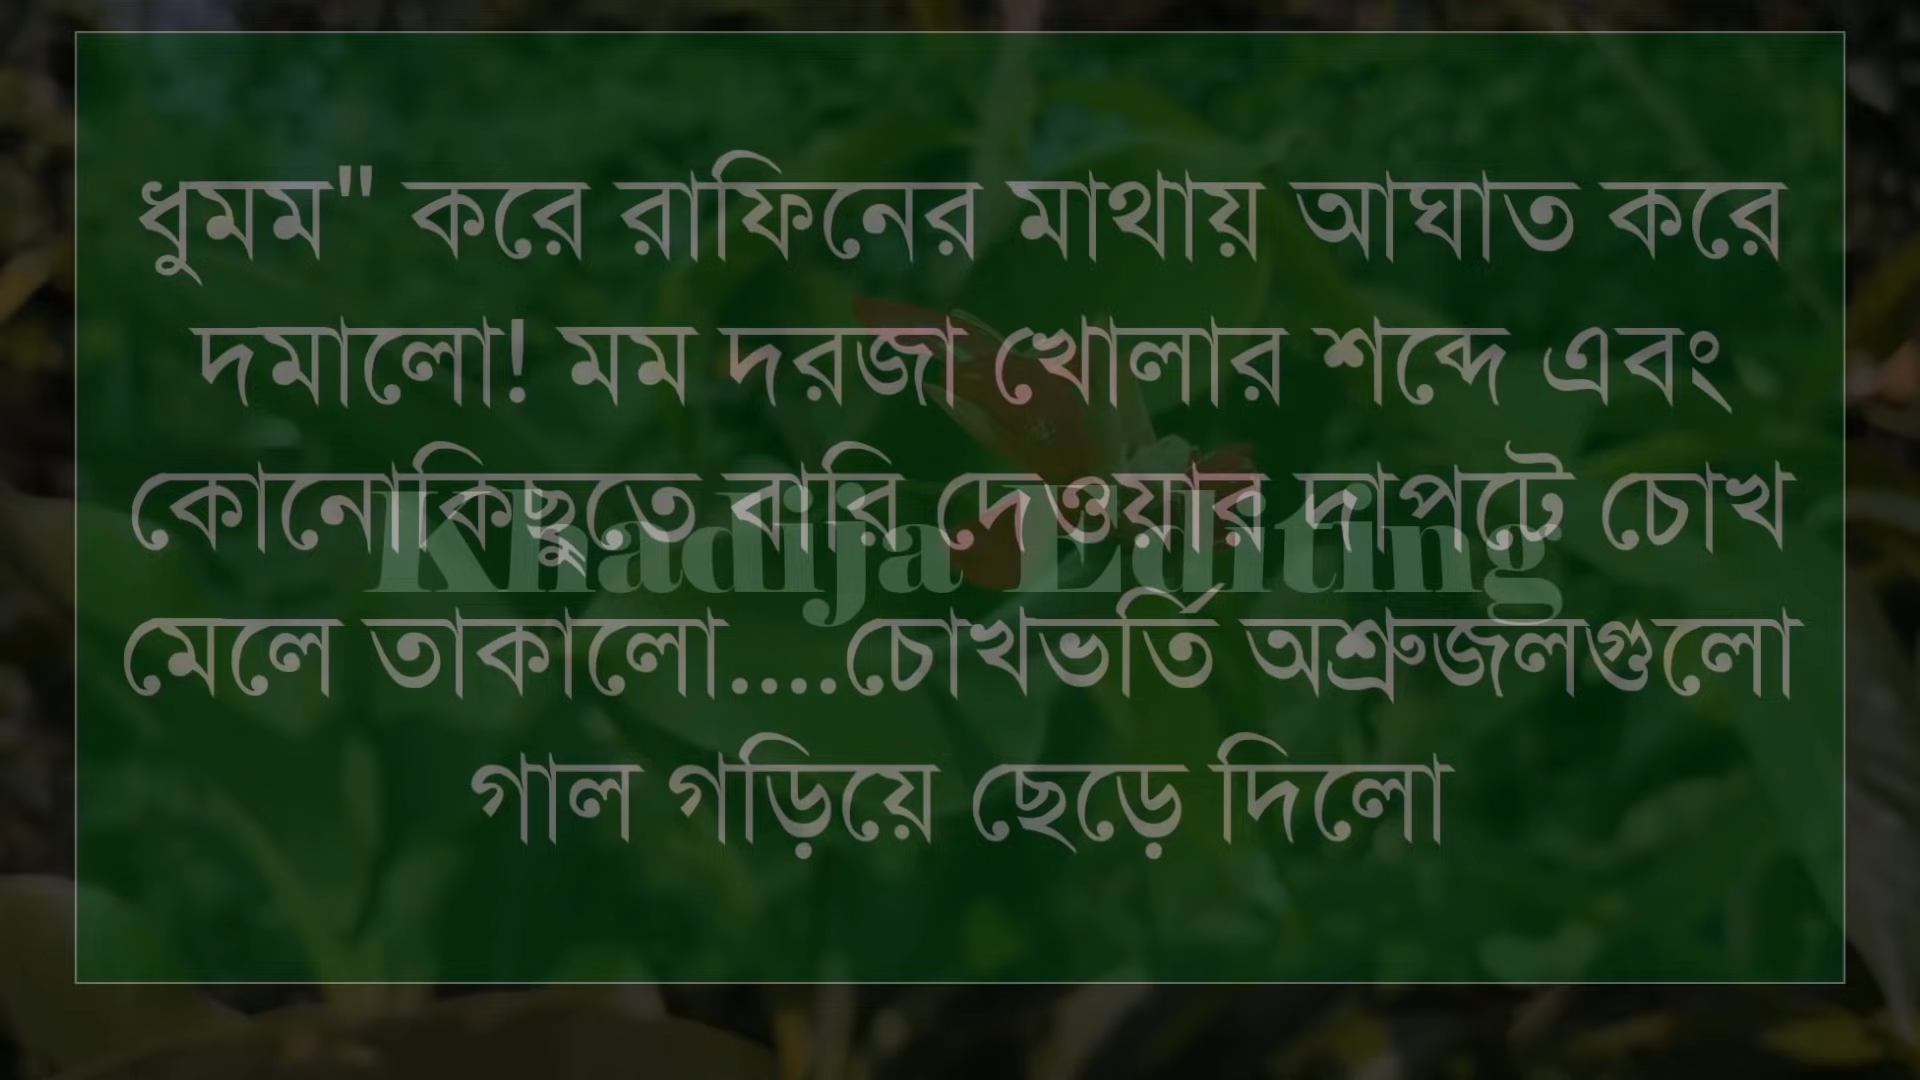 ধুমম" করে রাফিনের মাথায় আঘাত করে
দমালো! মম দরজা খোলার শব্দে এবং
কোনোকিছুতে বারি দেওয়ার দাপটে চোখ
Khadija Editing
মেলে তাকালো....চোখভর্তি অশ্রুজলগুলো
গাল গড়িয়ে ছেড়ে দিলো